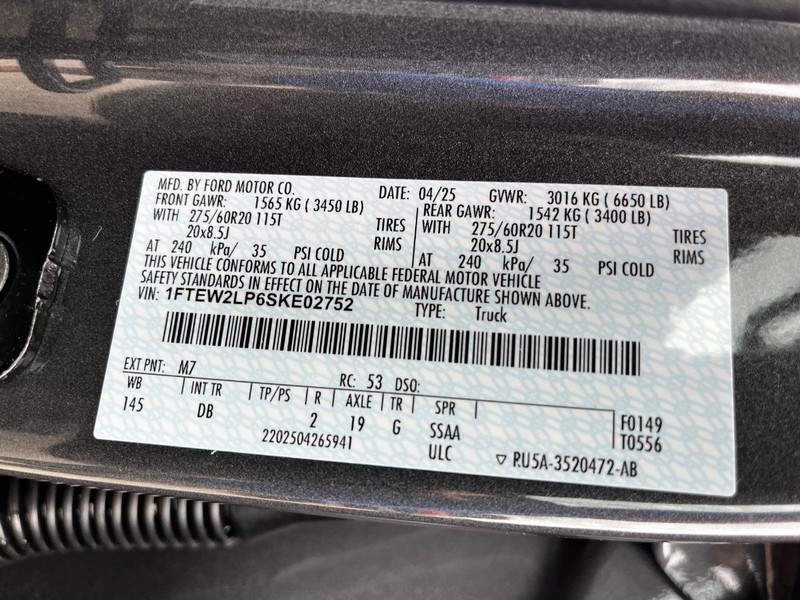 MFD. BY FORD MOTOR CO. DATE: 04/25 GVWR: 3016 KG ( 6650 LB)
FRONT GAWR: 1565 KG ( 3450 LB) REAR GAWR: 1542 KG ( 3400 LB)
WITH 275/60R20 115T TIRES WITH 275/60R20 115T TIRES
20x8.5J RIMS 20x8.5J RIMS
AT 240 kPa/ 35 PSI COLD AT 240 kPa/ 35 PSI COLD
THIS VEHICLE CONFORMS TO ALL APPLICABLE FEDERAL MOTOR VEHICLE
SAFETY STANDARDS IN EFFECT ON THE DATE OF MANUFACTURE SHOWN ABOVE.
VIN: 1FTEW2LP6SKE02752 TYPE: Truck
EXT PNT: M7 RC: 53 DSO:
WB INT TR TP/PS R AXLE TR SPR
145 DB 2 19 G SSAA F0149
2202504265941 ULC T0556
RU5A-3520472-AB